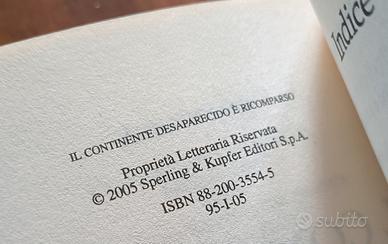 Indice
IL CONTINENTE DESAPARECIDO È RICOMPARSO
Proprietà Letteraria Riservata
© 2005 Sperling & Kupfer Editori S.p.A.
ISBN 88-200-3554-5
95-I-05
subito